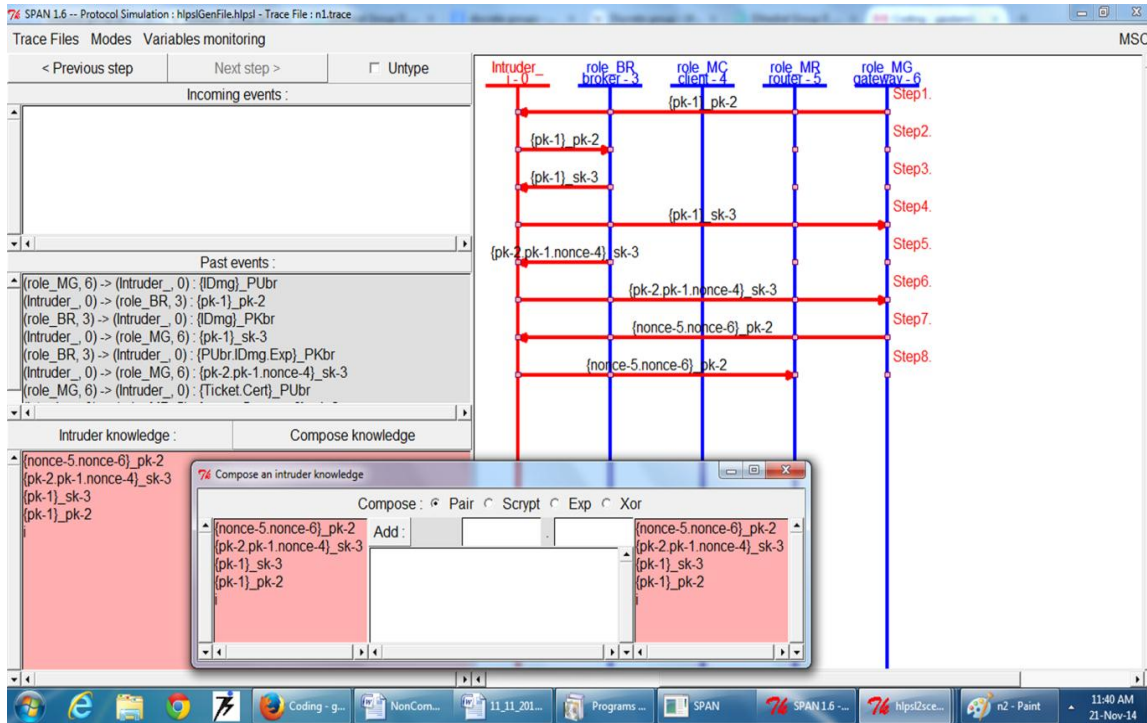 SPAN 1.6 -- Protocol Simulation : hlpslGenFile.hlpsl - Trace File : n1.trace
Trace Files Modes Variables monitoring
MSC
< Previous step
Next step >
Untype
Incoming events :
Past events :
(role_MG, 6) -> (Intruder_, 0) : {IDmg}_PUbr
(Intruder_, 0) -> (role_BR, 3) : {pk-1}_pk-2
(role_BR, 3) -> (Intruder_, 0) : {IDmg}_PKbr
(Intruder_, 0) -> (role_MG, 6) : {pk-1}_sk-3
(role_BR, 3) -> (Intruder_, 0) : {PUbr.IDmg.Exp}_PKbr
(Intruder_, 0) -> (role_MG, 6) : {pk-2.pk-1.nonce-4}_sk-3
(role_MG, 6) -> (Intruder_, 0) : {Ticket.Cert}_PUbr
Intruder knowledge :
Compose knowledge
{nonce-5.nonce-6}_pk-2
{pk-2.pk-1.nonce-4}_sk-3
{pk-1}_sk-3
{pk-1}_pk-2
i
Intruder_
i - 0
role_BR
broker - 3
role_MC
client - 4
role_MR
router - 5
role_MG
gateway - 6
Step1.
{pk-1}_pk-2
Step2.
{pk-1}_pk-2
Step3.
{pk-1}_sk-3
Step4.
{pk-1}_sk-3
Step5.
{pk-2.pk-1.nonce-4}_sk-3
Step6.
{pk-2.pk-1.nonce-4}_sk-3
Step7.
{nonce-5.nonce-6}_pk-2
Step8.
{nonce-5.nonce-6}_pk-2
Compose an intruder knowledge
Compose : Pair Scrypt Exp Xor
{nonce-5.nonce-6}_pk-2
{pk-2.pk-1.nonce-4}_sk-3
{pk-1}_sk-3
{pk-1}_pk-2
i
Add :
.
{nonce-5.nonce-6}_pk-2
{pk-2.pk-1.nonce-4}_sk-3
{pk-1}_sk-3
{pk-1}_pk-2
i
Coding - g...
NonCom...
11_11_201...
Programs ...
SPAN
SPAN 1.6 -...
hlpsl2sce...
n2 - Paint
11:40 AM
21-Nov-14